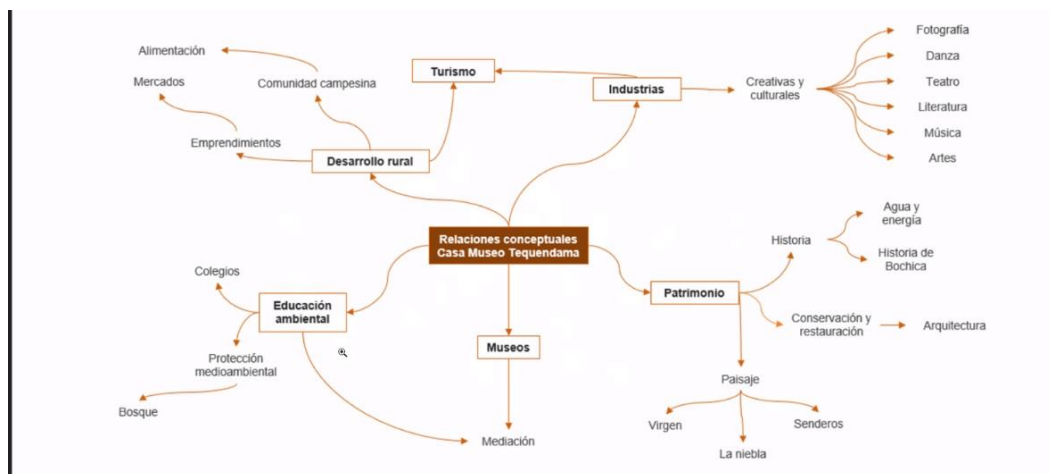 Fotografía
Alimentación
Danza
Turismo
Mercados
Comunidad campesina
Industrias
Creativas y
culturales
Teatro
Literatura
Emprendimientos
Música
Desarrollo rural
Artes
Relaciones conceptuales
Casa Museo Tequendama
Agua y
energía
Historia
Historia de
Bochica
Colegios
Patrimonio
Educación
ambiental
Conservación y
restauración
Arquitectura
Museos
Protección
medioambiental
Paisaje
Bosque
Virgen
Senderos
Mediación
La niebla